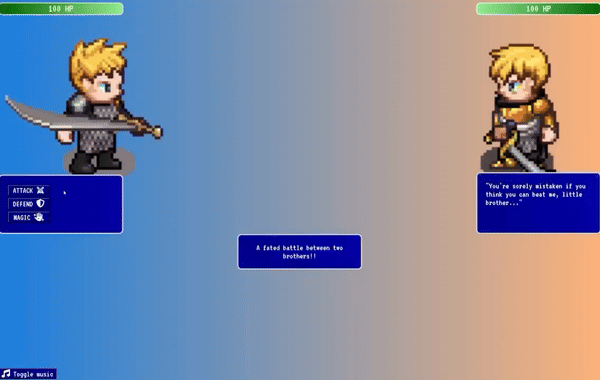 100 HP
100 HP
ATTACK
DEFEND
MAGIC
"You're sorely mistaken if you
think you can beat me, little
brother..."
A fated battle between two
brothers!!
Toggle music